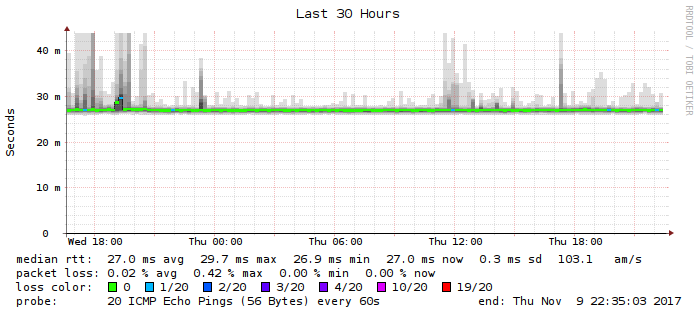 Last 30 Hours
RRDTOOL / TOBI OETIKER
Seconds
40 m
30 m
20 m
10 m
0
Wed 18:00 Thu 00:00 Thu 06:00 Thu 12:00 Thu 18:00
median rtt: 27.0 ms avg 29.7 ms max 26.9 ms min 27.0 ms now 0.3 ms sd 103.1 am/s
packet loss: 0.02 % avg 0.42 % max 0.00 % min 0.00 % now
loss color: 0 1/20 2/20 3/20 4/20 10/20 19/20
probe: 20 ICMP Echo Pings (56 Bytes) every 60s end: Thu Nov 9 22:35:03 2017